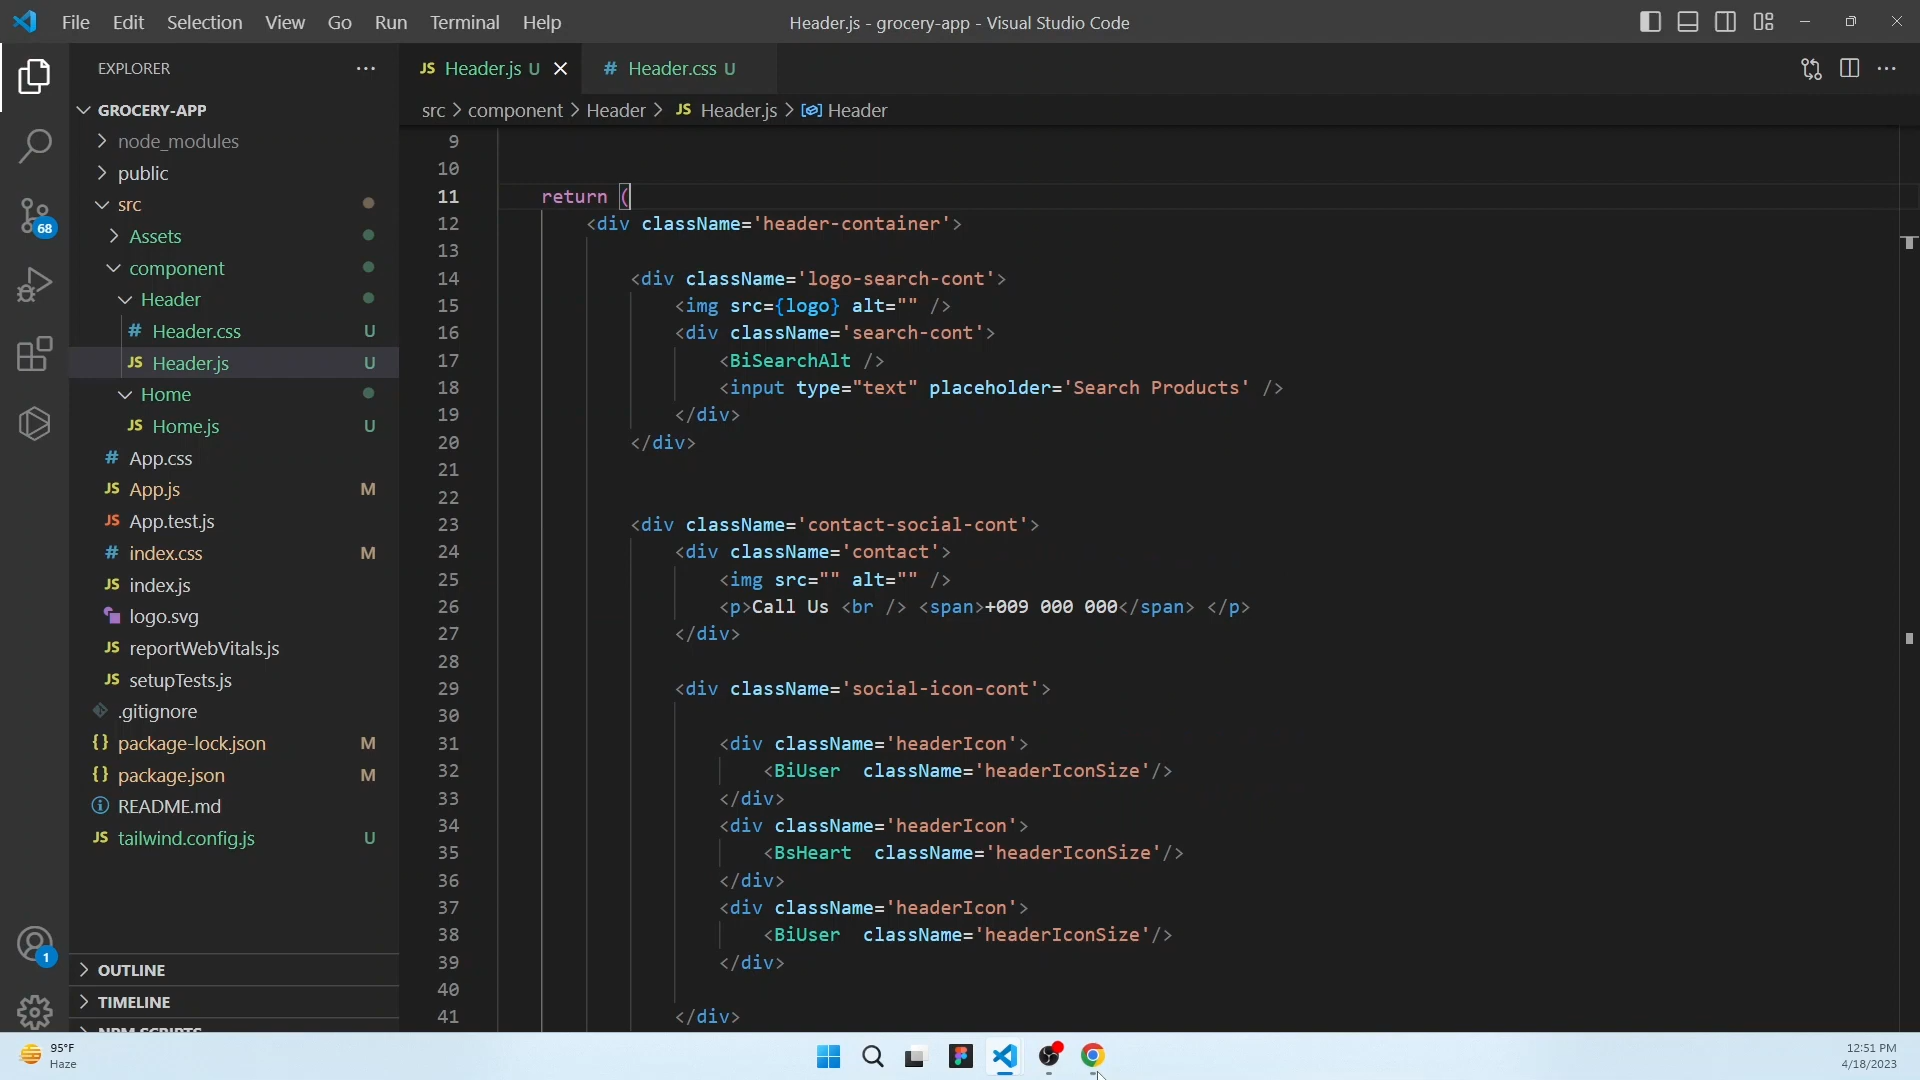 File Edit Selection View Go Run Terminal Help
Header.js - grocery-app - Visual Studio Code
EXPLORER
GROCERY-APP
node_modules
public
src
Assets
component
Header
# Header.css U
JS Header.js U
Home
JS Home.js U
# App.css
JS App.js M
JS App.test.js
# index.css M
JS index.js
logo.svg
JS reportWebVitals.js
JS setupTests.js
.gitignore
{} package-lock.json M
{} package.json M
README.md
JS tailwind.config.js U
OUTLINE
TIMELINE
NPM SCRIPTS
68
1
JS Header.js U
# Header.css U
src > component > Header > JS Header.js > Header
9
10
11 return (
12 <div className='header-container'>
13
14 <div className='logo-search-cont'>
15 <img src={logo} alt="" />
16 <div className='search-cont'>
17 <BiSearchAlt />
18 <input type="text" placeholder='Search Products' />
19 </div>
20 </div>
21
22
23 <div className='contact-social-cont'>
24 <div className='contact'>
25 <img src="" alt="" />
26 <p>Call Us <br /> <span>+009 000 000</span> </p>
27 </div>
28
29 <div className='social-icon-cont'>
30
31 <div className='headerIcon'>
32 <BiUser  className='headerIconSize'/>
33 </div>
34 <div className='headerIcon'>
35 <BsHeart  className='headerIconSize'/>
36 </div>
37 <div className='headerIcon'>
38 <BiUser  className='headerIconSize'/>
39 </div>
40
41 </div>
95°F
Haze
12:51 PM
4/18/2023